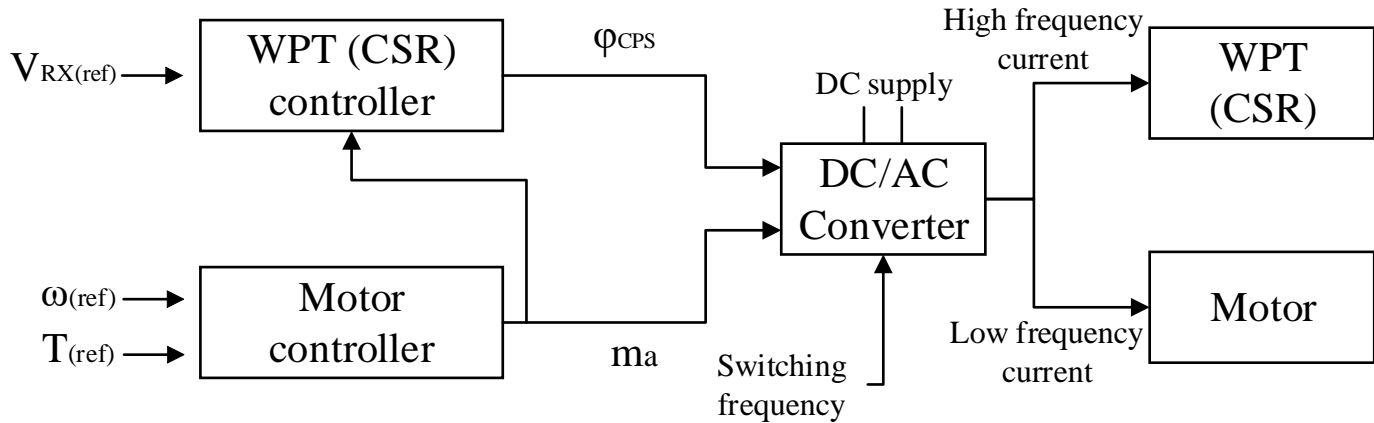 V RX(ref)
WPT (CSR)
controller
φCPS
DC supply
High frequency
current
WPT
(CSR)
DC/AC
Converter
ω(ref)
T(ref)
Motor
controller
ma
Switching
frequency
Low frequency
current
Motor